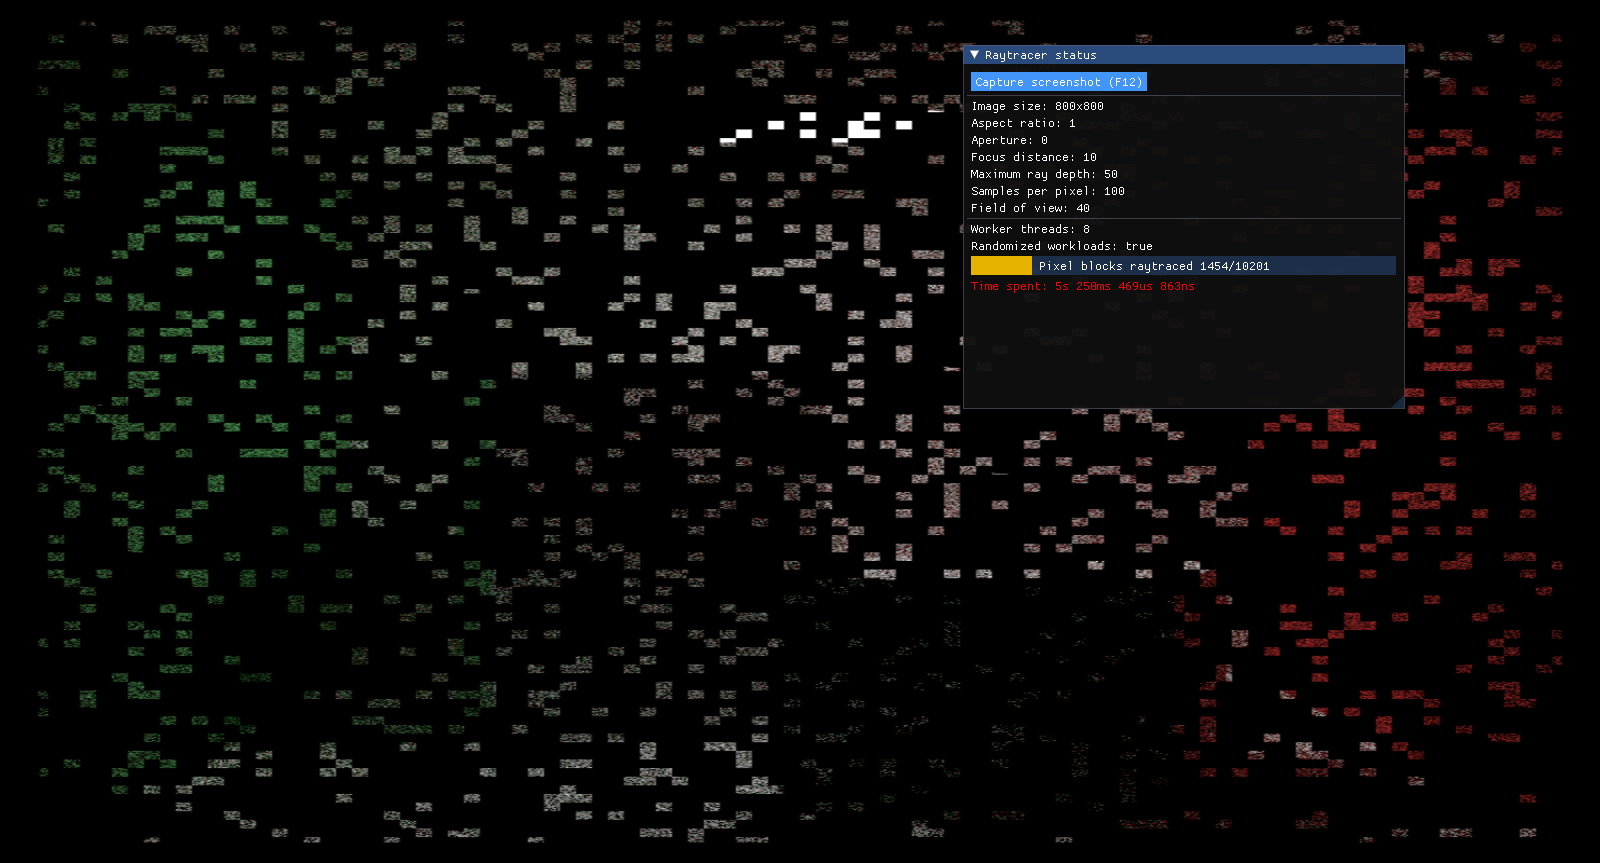 Raytracer status
Capture screenshot (F12)
Image size: 800x800
Aspect ratio: 1
Aperture: 0
Focus distance: 10
Maximum ray depth: 50
Samples per pixel: 100
Field of view: 40
Worker threads: 8
Randomized workloads: true
Pixel blocks raytraced 1454/10201
Time spent: 5s 250ms 469us 863ns